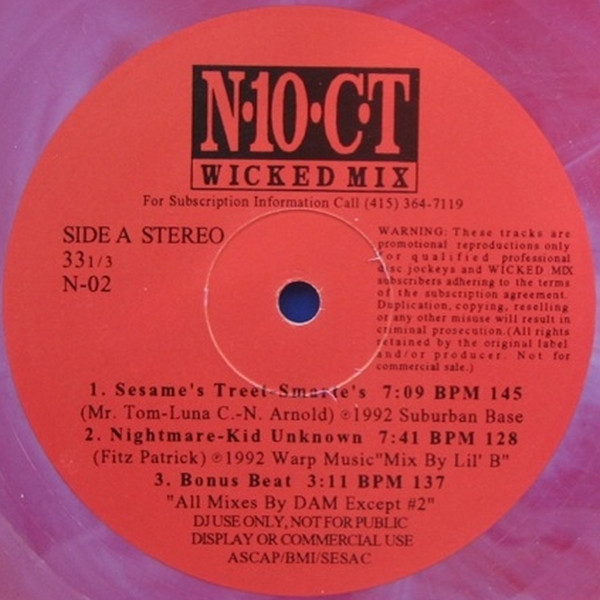 N·10·C·T
WICKED MIX
For Subscription Information Call (415) 364-7119
SIDE A STEREO
33 1/3
N-02
WARNING: These tracks are
promotional reproductions only
for qualified professional
disc jockeys and WICKED MIX
subscribers adhering to the terms
of the subscription agreement.
Duplication, copying, reselling
or any other misuse will result in
criminal prosecution.(All rights
retained by the original label
and/or producer. Not for
commercial sale.)
1. Sesame's Treet-Smarte's 7:09 BPM 145
(Mr. Tom-Luna C.-N. Arnold) ℗1992 Suburban Base
2. Nightmare-Kid Unknown 7:41 BPM 128
(Fitz Patrick) ℗1992 Warp Music"Mix By Lil' B"
3. Bonus Beat 3:11 BPM 137
"All Mixes By DAM Except #2"
DJ USE ONLY, NOT FOR PUBLIC
DISPLAY OR COMMERCIAL USE
ASCAP/BMI/SESAC